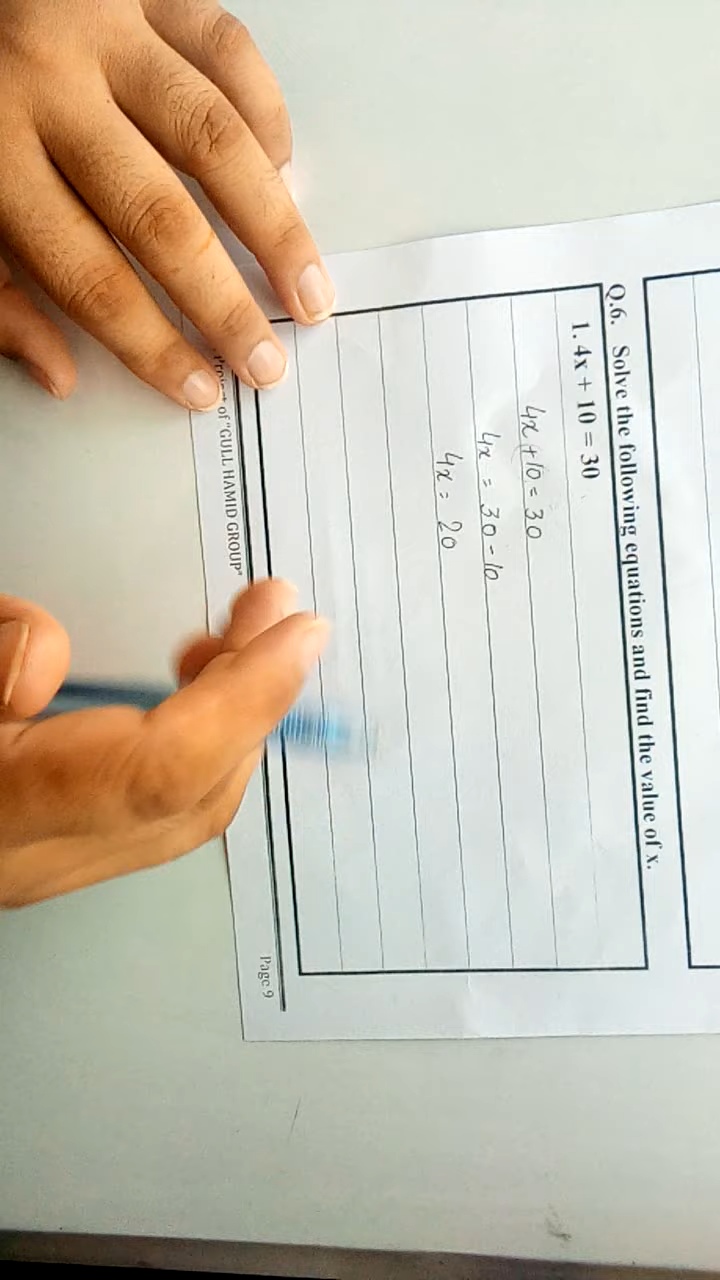 Q.6. Solve the following equations and find the value of x.
1. 4x + 10 = 30
4x + 10 = 30
4x = 30 - 10
4x = 20
of "GULL HAMID GROUP"
Page 9